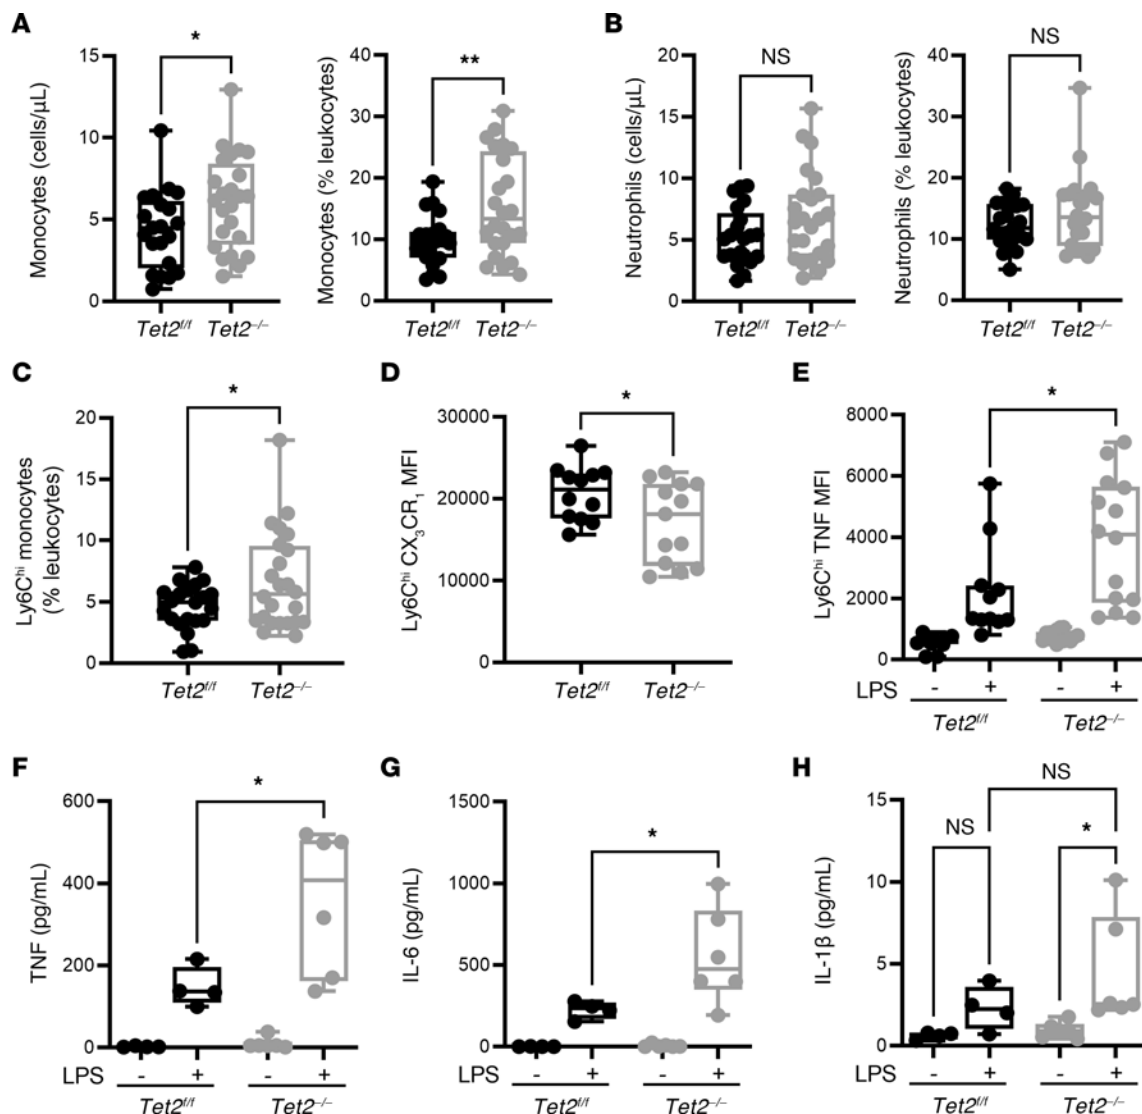 A
Monocytes (cells/μL)
15
10
5
0
*
Tet2f/f Tet2–/–
Monocytes (% leukocytes)
40
30
20
10
0
**
Tet2f/f Tet2–/–
B
Neutrophils (cells/μL)
20
15
10
5
0
NS
Tet2f/f Tet2–/–
Neutrophils (% leukocytes)
40
30
20
10
0
NS
Tet2f/f Tet2–/–
C
Ly6Chi monocytes
(% leukocytes)
20
15
10
5
0
*
Tet2f/f Tet2–/–
D
Ly6Chi CX3CR1 MFI
30000
20000
10000
0
*
Tet2f/f Tet2–/–
E
Ly6Chi TNF MFI
8000
6000
4000
2000
0
*
LPS - + - +
Tet2f/f Tet2–/–
F
TNF (pg/mL)
600
400
200
0
*
LPS - + - +
Tet2f/f Tet2–/–
G
IL-6 (pg/mL)
1500
1000
500
0
*
LPS - + - +
Tet2f/f Tet2–/–
H
IL-1β (pg/mL)
15
10
5
0
NS
NS
*
LPS - + - +
Tet2f/f Tet2–/–